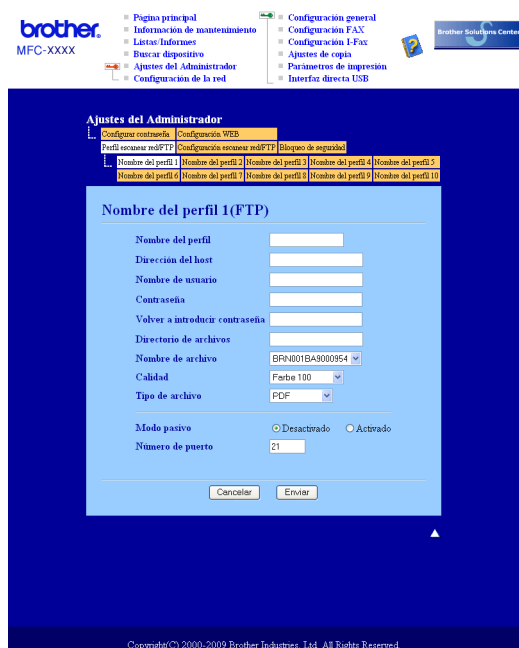 brother.
MFC-XXXX
Página principal
Información de mantenimiento
Listas/Informes
Buscar dispositivo
Ajustes del Administrador
Configuración de la red
Configuración general
Configuración FAX
Configuración I-Fax
Ajustes de copia
Parámetros de impresión
Interfaz directa USB
Brother Solutions Center
Ajustes del Administrador
Configurar contraseña Configuración WEB
Perfil escanear red/FTP Configuración escanear red/FTP Bloqueo de seguridad
Nombre del perfil 1 Nombre del perfil 2 Nombre del perfil 3 Nombre del perfil 4 Nombre del perfil 5
Nombre del perfil 6 Nombre del perfil 7 Nombre del perfil 8 Nombre del perfil 9 Nombre del perfil 10
Nombre del perfil 1(FTP)
Nombre del perfil
Dirección del host
Nombre de usuario
Contraseña
Volver a introducir contraseña
Directorio de archivos
Nombre de archivo BRN001BA9000954
Calidad Farbe 100
Tipo de archivo PDF
Modo pasivo Desactivado Activado
Número de puerto 21
Cancelar Enviar
Copyright(C) 2000-2009 Brother Industries, Ltd. All Rights Reserved.